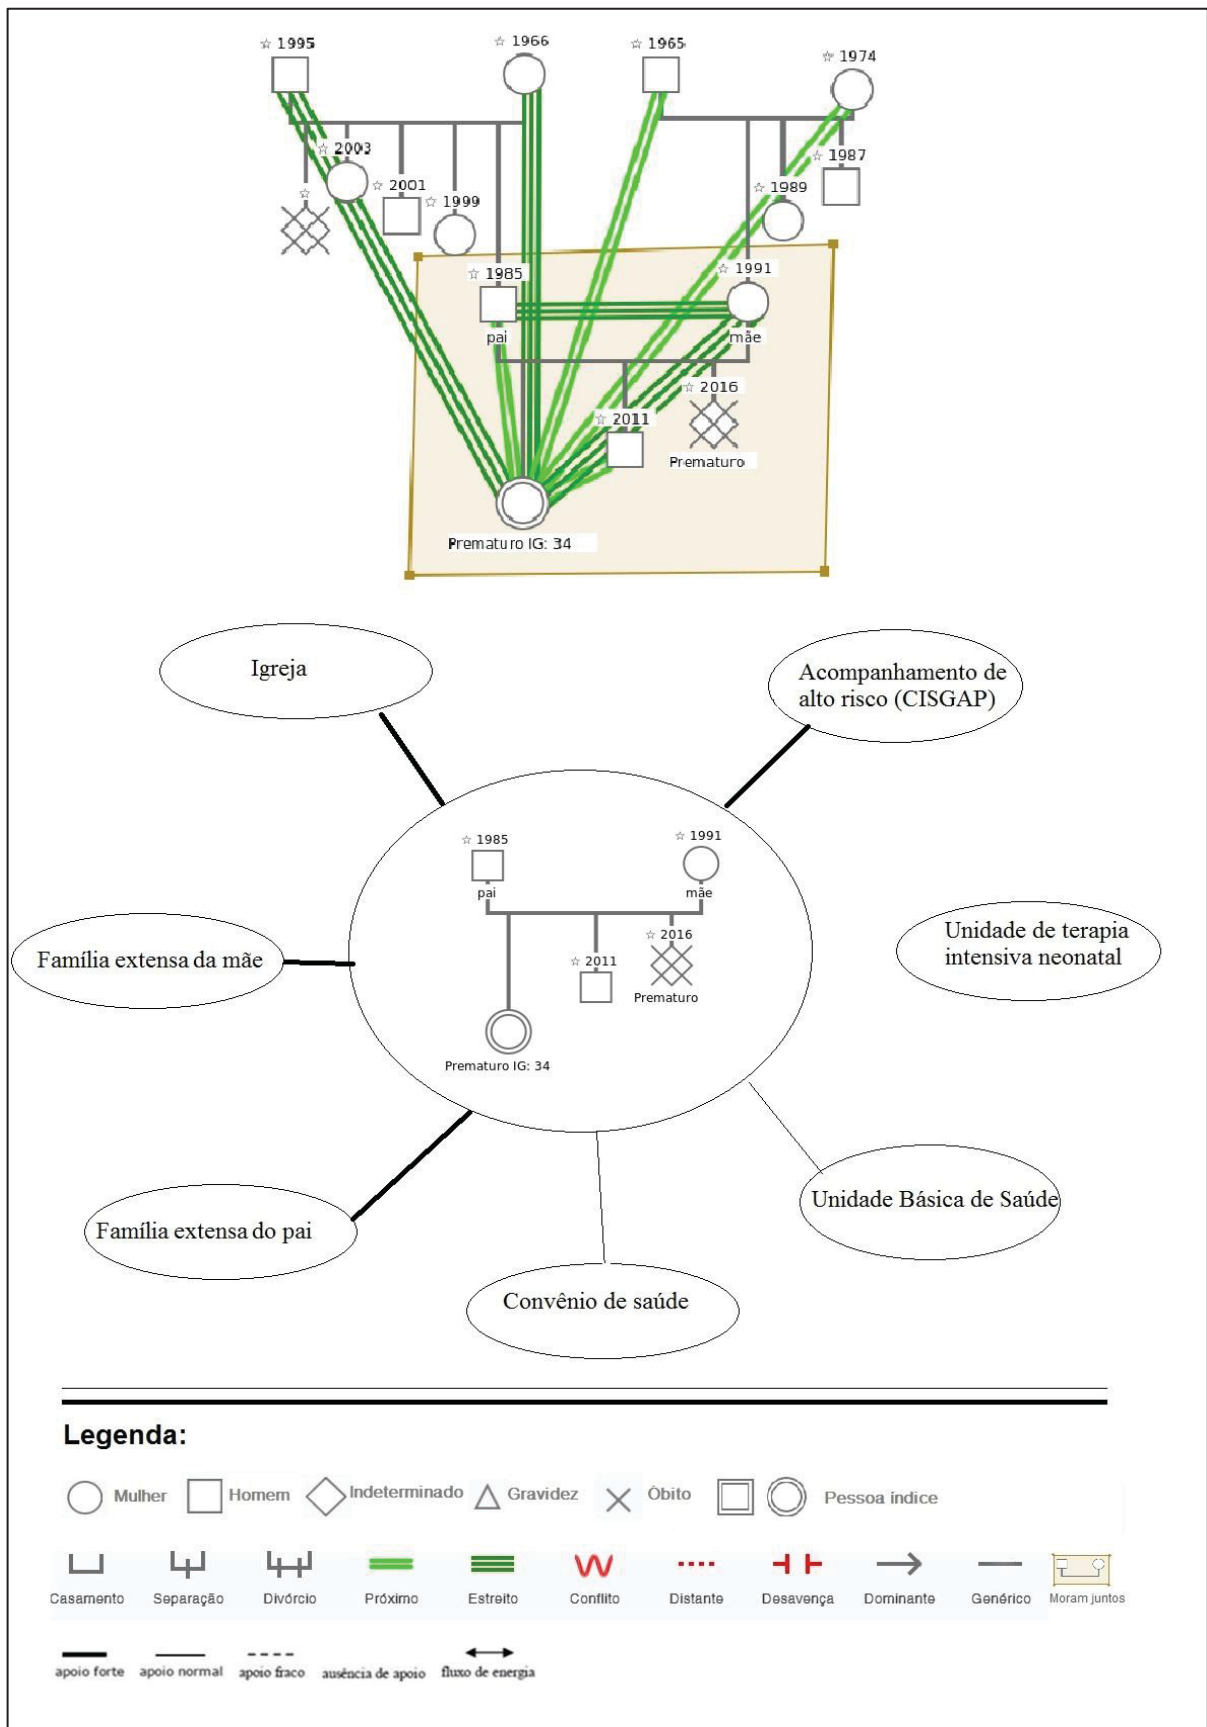 ☆ 1995
☆ 1966
☆ 1965
☆ 1974
☆ 2003
☆ 2001
☆ 1999
☆
☆ 1987
☆ 1989
☆ 1985
pai
☆ 1991
mãe
☆ 2011
☆ 2016
Prematuro
Prematuro IG: 34
Igreja
Acompanhamento de
alto risco (CISGAP)
☆ 1985
pai
☆ 1991
mãe
☆ 2011
☆ 2016
Prematuro
Prematuro IG: 34
Família extensa da mãe
Unidade de terapia
intensiva neonatal
Família extensa do pai
Unidade Básica de Saúde
Convênio de saúde
Legenda:
Mulher Homem Indeterminado Gravidez Óbito Pessoa índice
Casamento Separação Divórcio Próximo Estreito Conflito Distante Desavença Dominante Genérico Moram juntos
apoio forte apoio normal apoio fraco ausência de apoio fluxo de energia